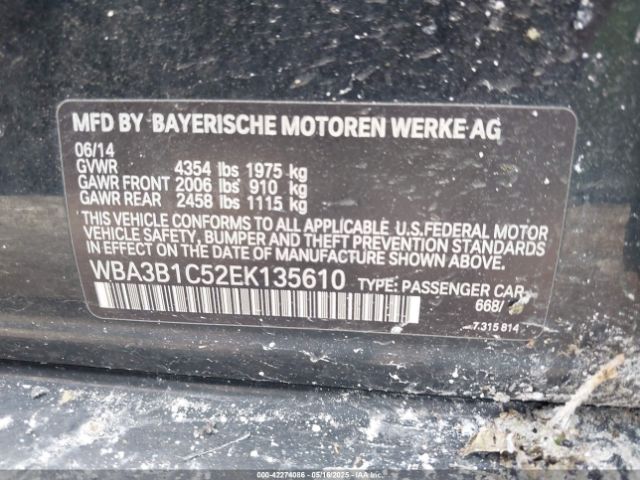 MFD BY BAYERISCHE MOTOREN WERKE AG
06/14
GVWR 4354 lbs 1975 kg
GAWR FRONT 2006 lbs 910 kg
GAWR REAR 2458 lbs 1115 kg
THIS VEHICLE CONFORMS TO ALL APPLICABLE U.S.FEDERAL MOTOR
VEHICLE SAFETY, BUMPER AND THEFT PREVENTION STANDARDS
IN EFFECT ON THE DATE OF MANUFACTURE SHOWN ABOVE.
WBA3B1C52EK135610 TYPE: PASSENGER CAR
668/
7.315 814
000-42274086 - 05/16/2025 - IAAI.COM